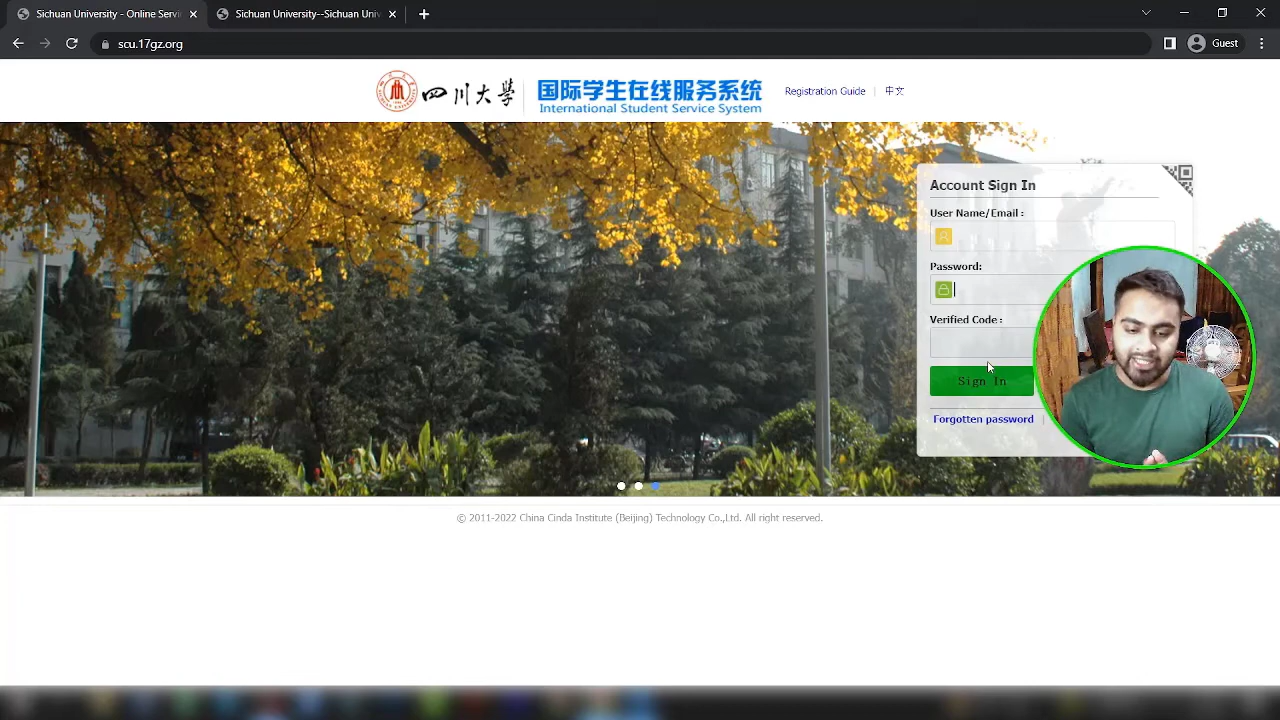 Sichuan University - Online Servi
Sichuan University--Sichuan Univ
scu.17gz.org
Guest
四川大學
国际学生在线服务系统
International Student Service System
Registration Guide
中文
Account Sign In
User Name/Email :
Password:
Verified Code :
Sign In
Forgotten password
© 2011-2022 China Cinda Institute (Beijing) Technology Co.,Ltd. All right reserved.